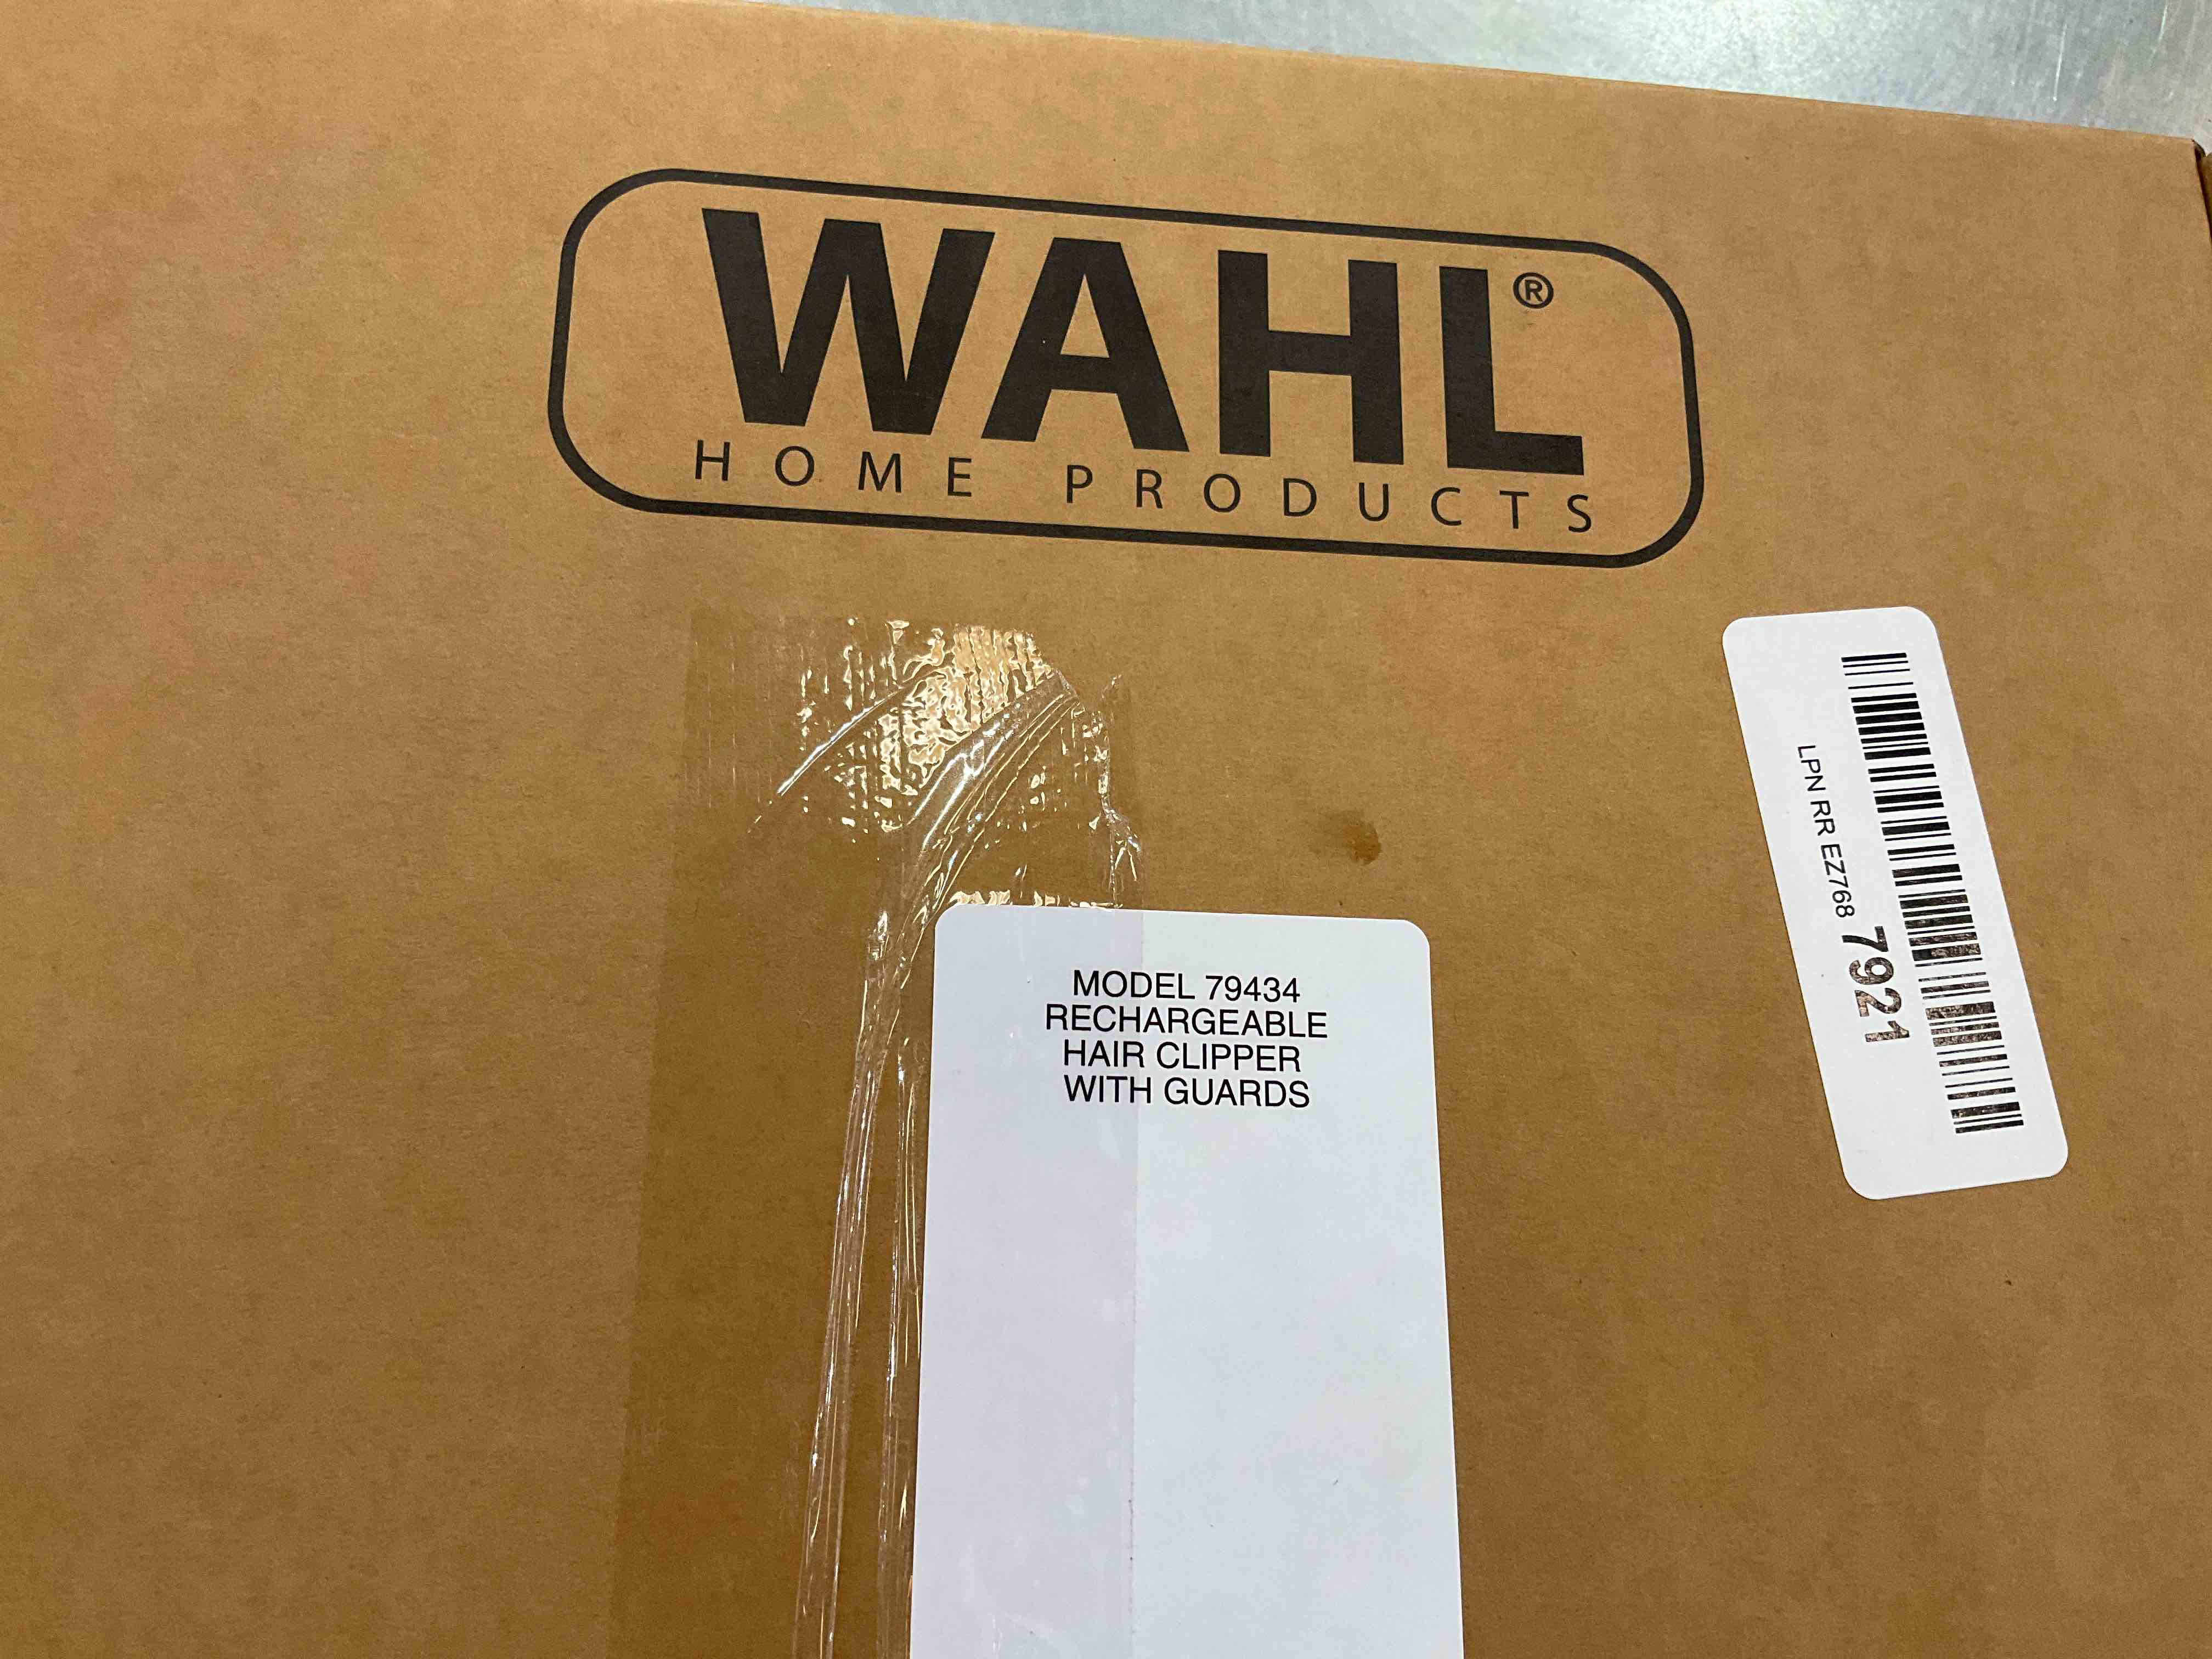 WAHL®
HOME PRODUCTS
LPN RR EZ768 7921
MODEL 79434
RECHARGEABLE
HAIR CLIPPER
WITH GUARDS